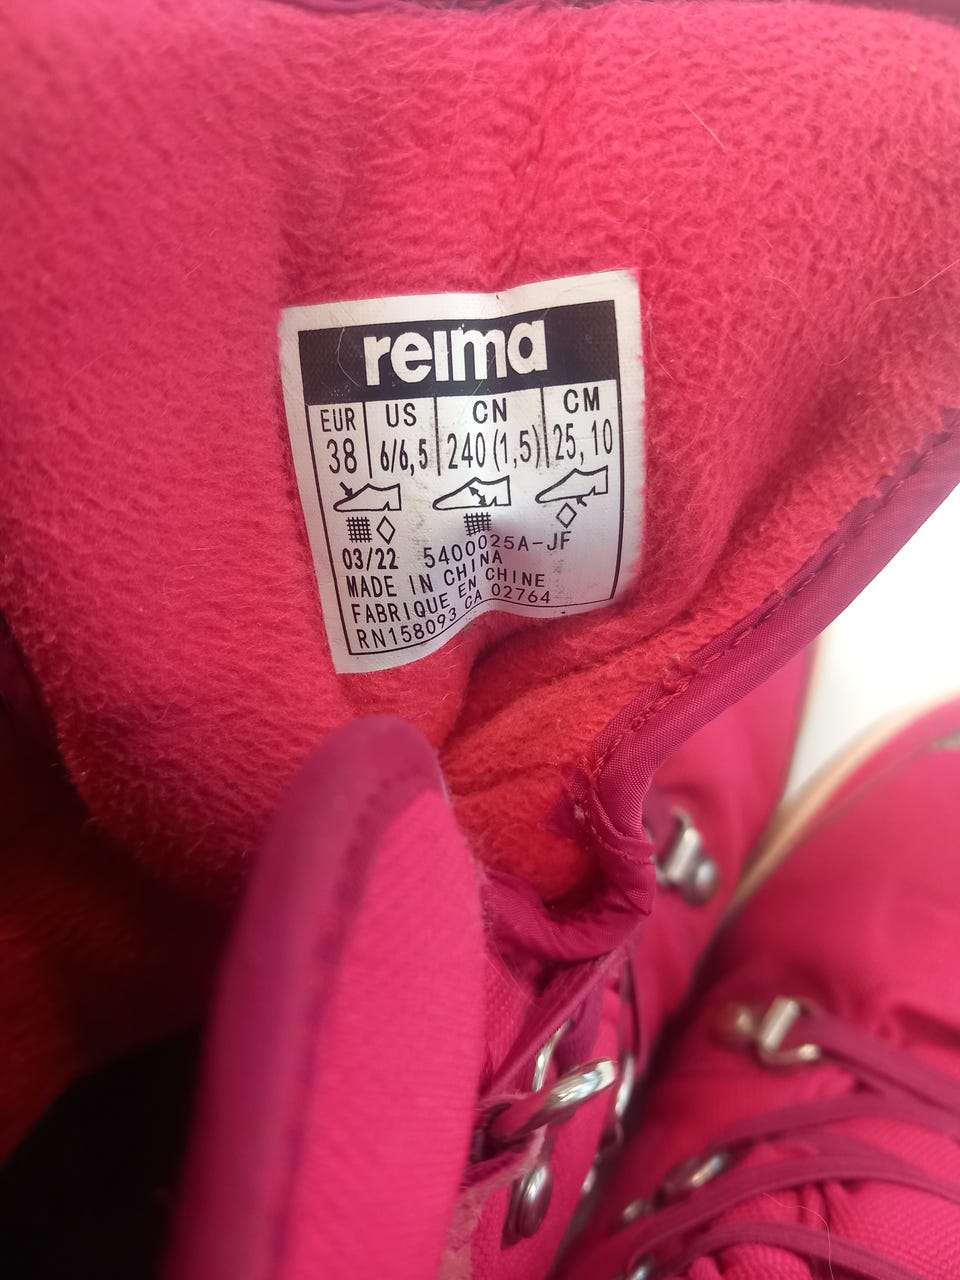 reima
EUR US CN CM
38 6/6,5 240(1,5) 25,10
03/22 5400025A-JF
MADE IN CHINA
FABRIQUE EN CHINE
RN158093 CA 02764